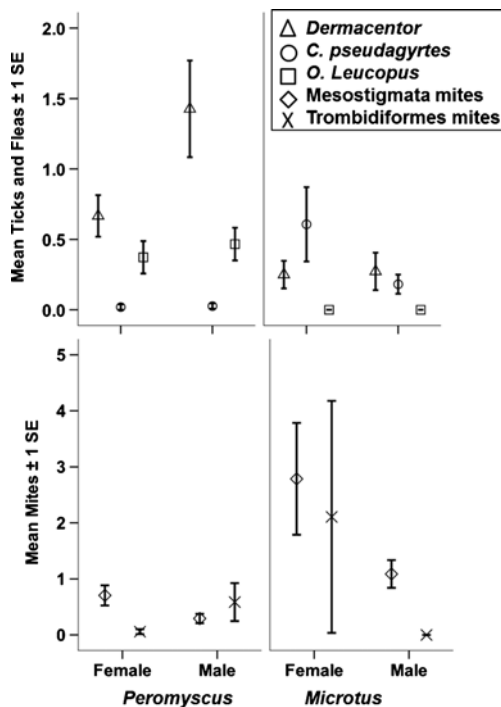 Dermacentor
C. pseudagyrtes
O. Leucopus
Mesostigmata mites
Trombidiformes mites
Mean Ticks and Fleas ± 1 SE
2.0
1.5
1.0
0.5
0.0
Mean Mites ± 1 SE
5
4
3
2
1
0
Female Male Female Male
Peromyscus Microtus